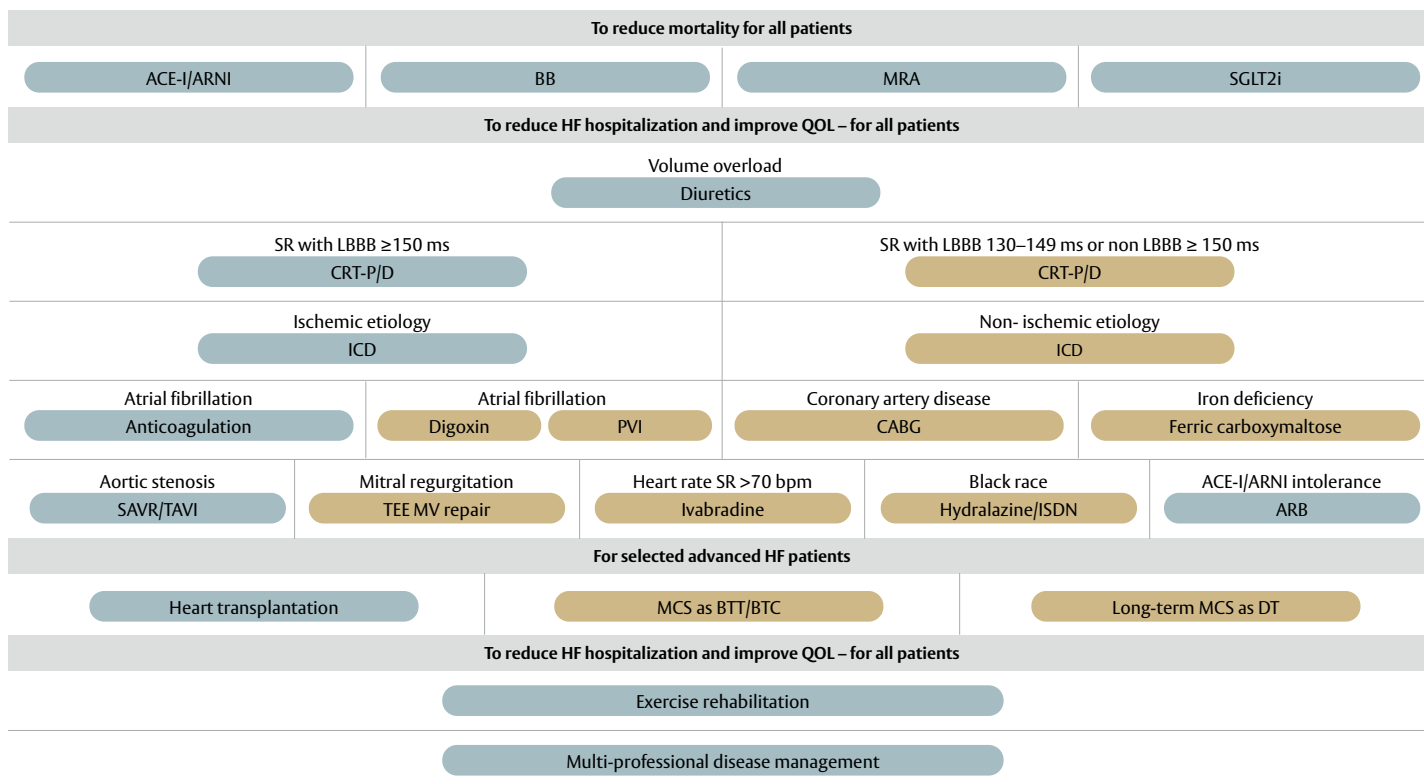 To reduce mortality for all patients
ACE-I/ARNI
BB
MRA
SGLT2i
To reduce HF hospitalization and improve QOL – for all patients
Volume overload
Diuretics
SR with LBBB ≥150 ms
CRT-P/D
SR with LBBB 130–149 ms or non LBBB ≥ 150 ms
CRT-P/D
Ischemic etiology
ICD
Non- ischemic etiology
ICD
Atrial fibrillation
Anticoagulation
Atrial fibrillation
Digoxin
PVI
Coronary artery disease
CABG
Iron deficiency
Ferric carboxymaltose
Aortic stenosis
SAVR/TAVI
Mitral regurgitation
TEE MV repair
Heart rate SR >70 bpm
Ivabradine
Black race
Hydralazine/ISDN
ACE-I/ARNI intolerance
ARB
For selected advanced HF patients
Heart transplantation
MCS as BTT/BTC
Long-term MCS as DT
To reduce HF hospitalization and improve QOL – for all patients
Exercise rehabilitation
Multi-professional disease management